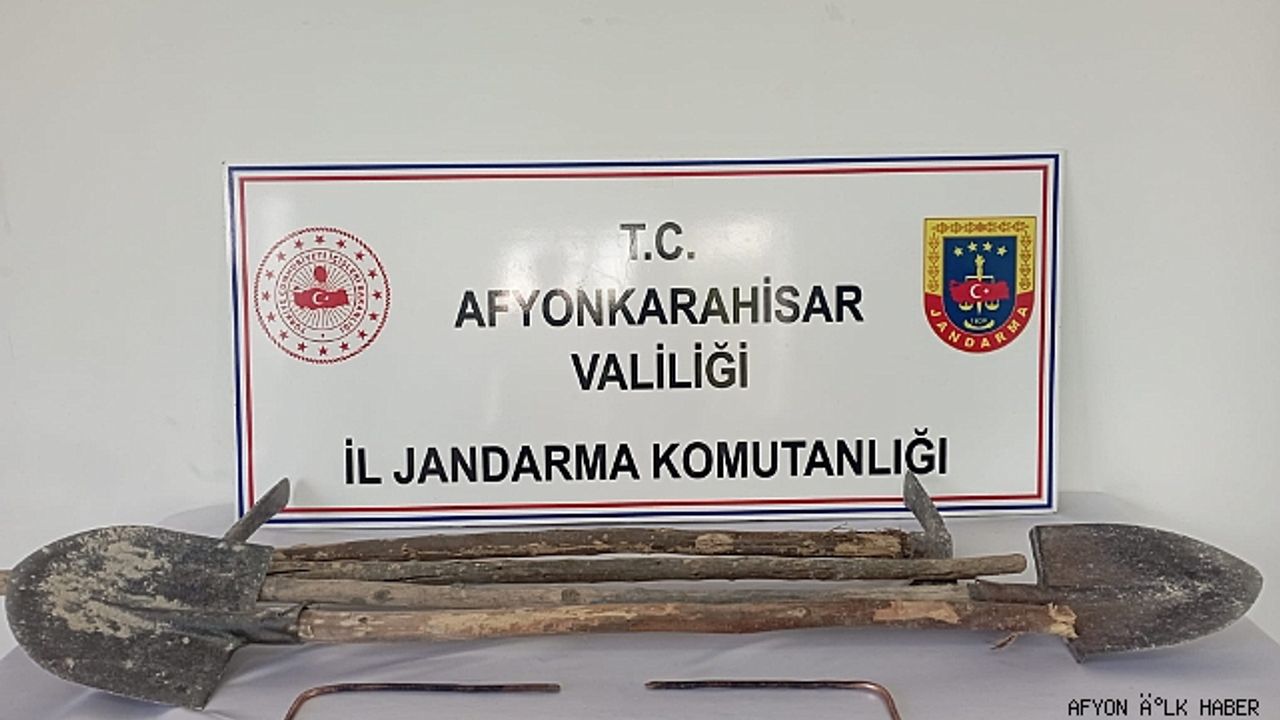 T.C.
AFYONKARAHİSAR
VALİLİĞİ
İL JANDARMA KOMUTANLIĞI
JANDARMA
AFYON Ä°LK HABER